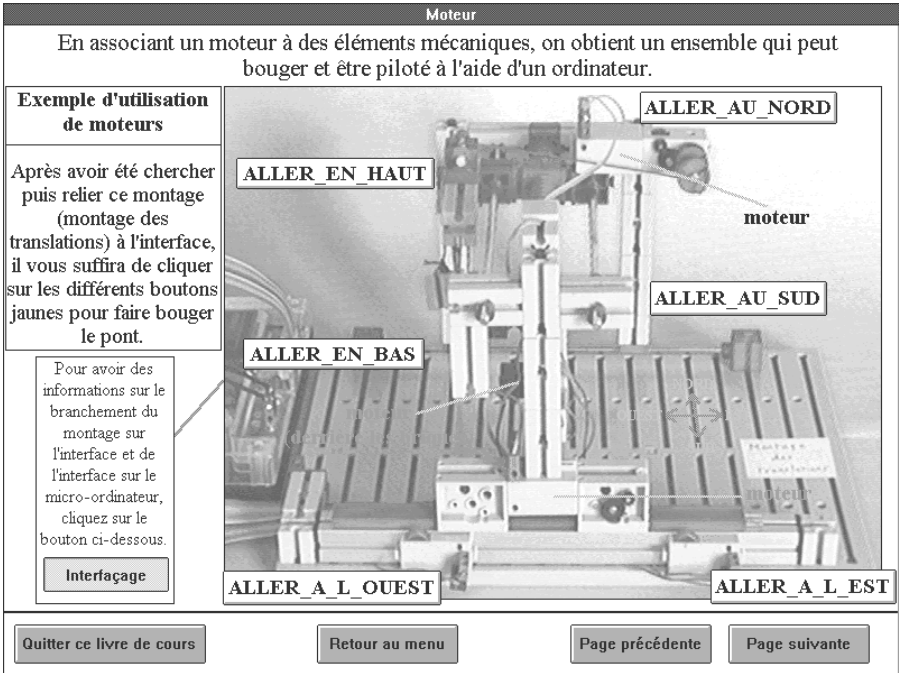 Moteur
En associant un moteur à des éléments mécaniques, on obtient un ensemble qui peut
bouger et être piloté à l'aide d'un ordinateur.
Exemple d'utilisation
de moteurs
Après avoir été chercher
puis relier ce montage
(montage des
translations) à l'interface,
il vous suffira de cliquer
sur les différents boutons
jaunes pour faire bouger
le pont.
Pour avoir des
informations sur le
branchement du
montage sur
l'interface et de
l'interface sur le
micro-ordinateur,
cliquez sur le
bouton ci-dessous.
Interfaçage
ALLER_AU_NORD
ALLER_EN_HAUT
moteur
ALLER_AU_SUD
ALLER_EN_BAS
Montage
des
Translations
moteur
ALLER_A_L_OUEST
ALLER_A_L_EST
Quitter ce livre de cours
Retour au menu
Page précédente
Page suivante